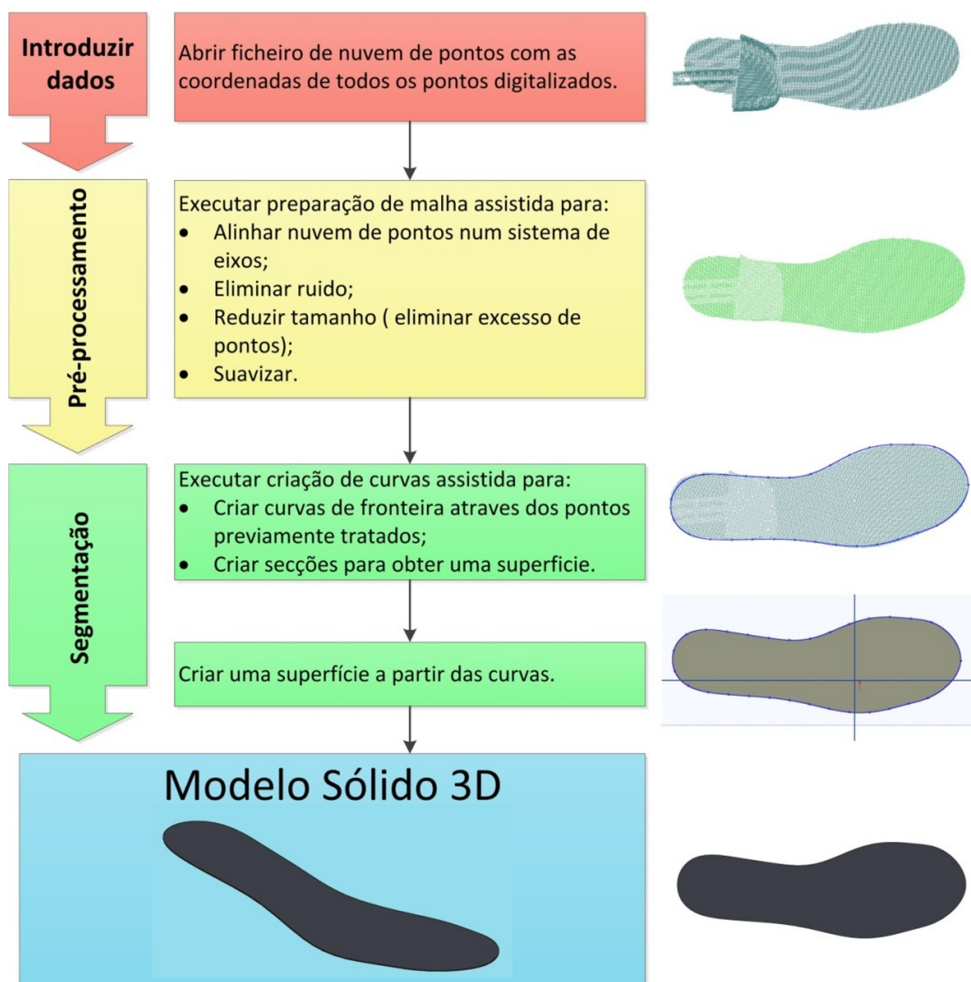 Introduzir
dados
Abrir ficheiro de nuvem de pontos com as
coordenadas de todos os pontos digitalizados.
Pré-processamento
Executar preparação de malha assistida para:
• Alinhar nuvem de pontos num sistema de
eixos;
• Eliminar ruido;
• Reduzir tamanho ( eliminar excesso de
pontos);
• Suavizar.
Segmentação
Executar criação de curvas assistida para:
• Criar curvas de fronteira atraves dos pontos
previamente tratados;
• Criar secções para obter uma superficie.
Criar uma superfície a partir das curvas.
Modelo Sólido 3D